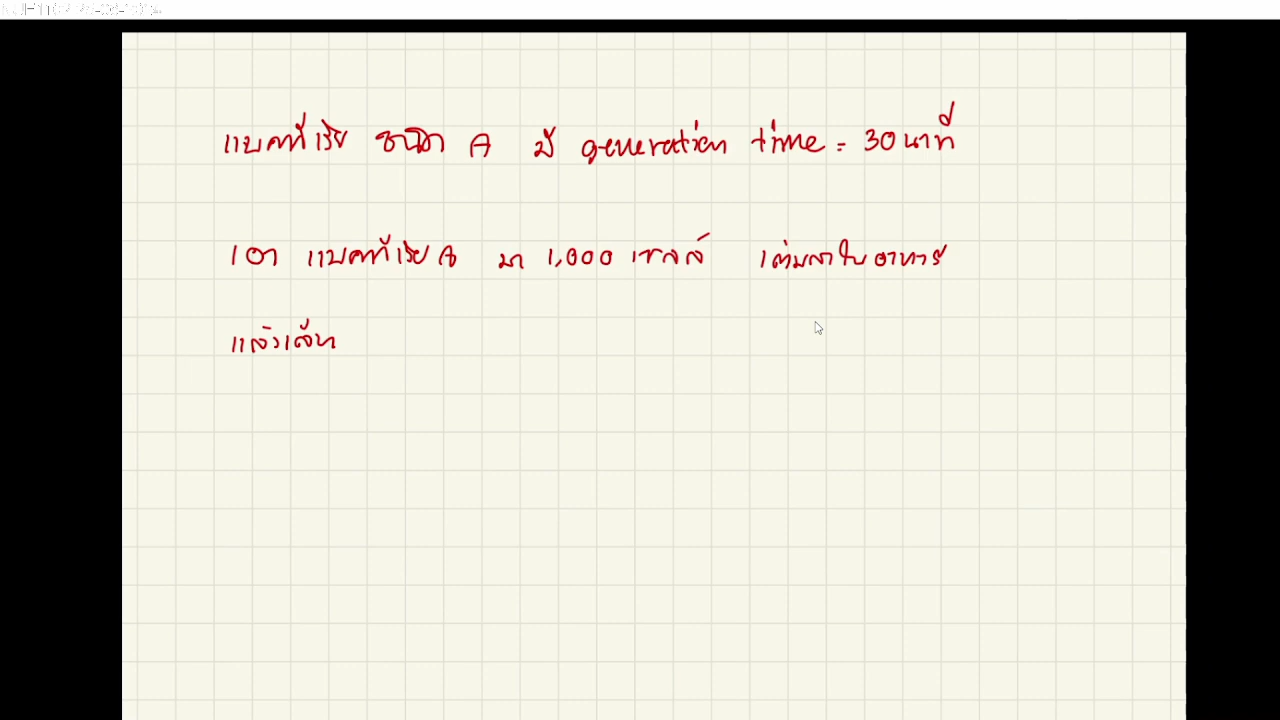 แบคทีเรีย ชนิด A มี generation time = 30 นาที
เอา แบคทีเรีย A มา 1,000 เซลล์ เติมลงใน อาหาร
แล้วเลี้ยง